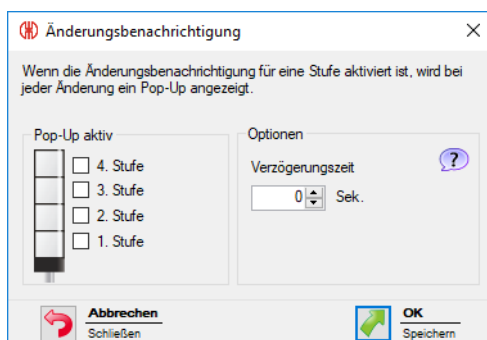 Änderungsbenachrichtigung
Wenn die Änderungsbenachrichtigung für eine Stufe aktiviert ist, wird bei
jeder Änderung ein Pop-Up angezeigt.
Pop-Up aktiv
4. Stufe
3. Stufe
2. Stufe
1. Stufe
Optionen
Verzögerungszeit
?
0 Sek.
Abbrechen
Schließen
OK
Speichern